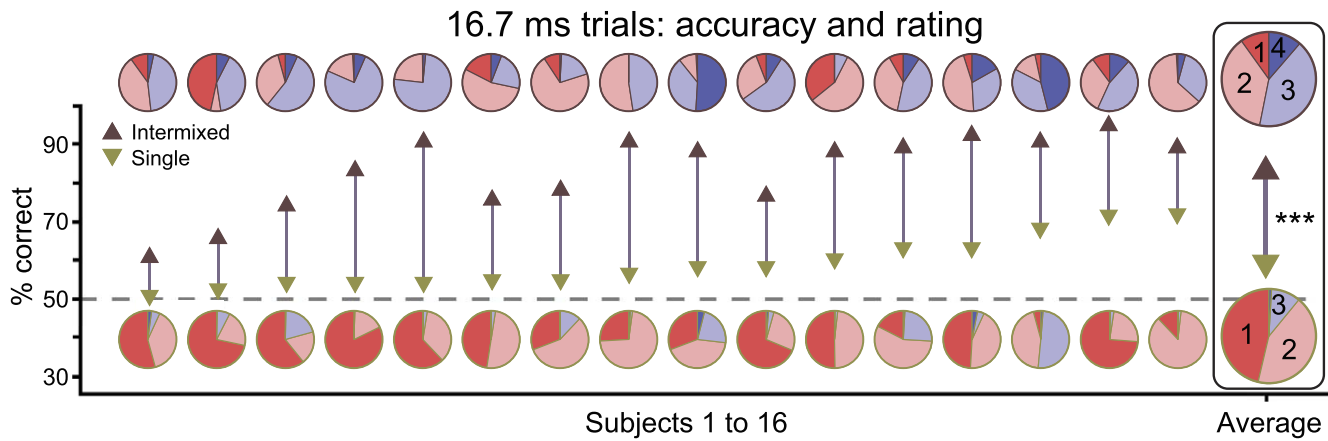 16.7 ms trials: accuracy and rating
1 4
2 3
Intermixed
Single
90
70
50
30
% correct
***
3
1 2
Subjects 1 to 16
Average